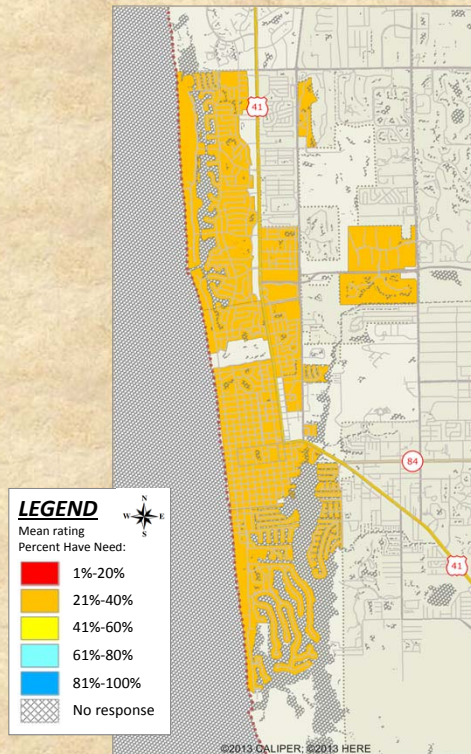 41
84
41
LEGEND
N
W E
S
Mean rating
Percent Have Need:
1%-20%
21%-40%
41%-60%
61%-80%
81%-100%
No response
©2013 CALIPER; ©2013 HERE